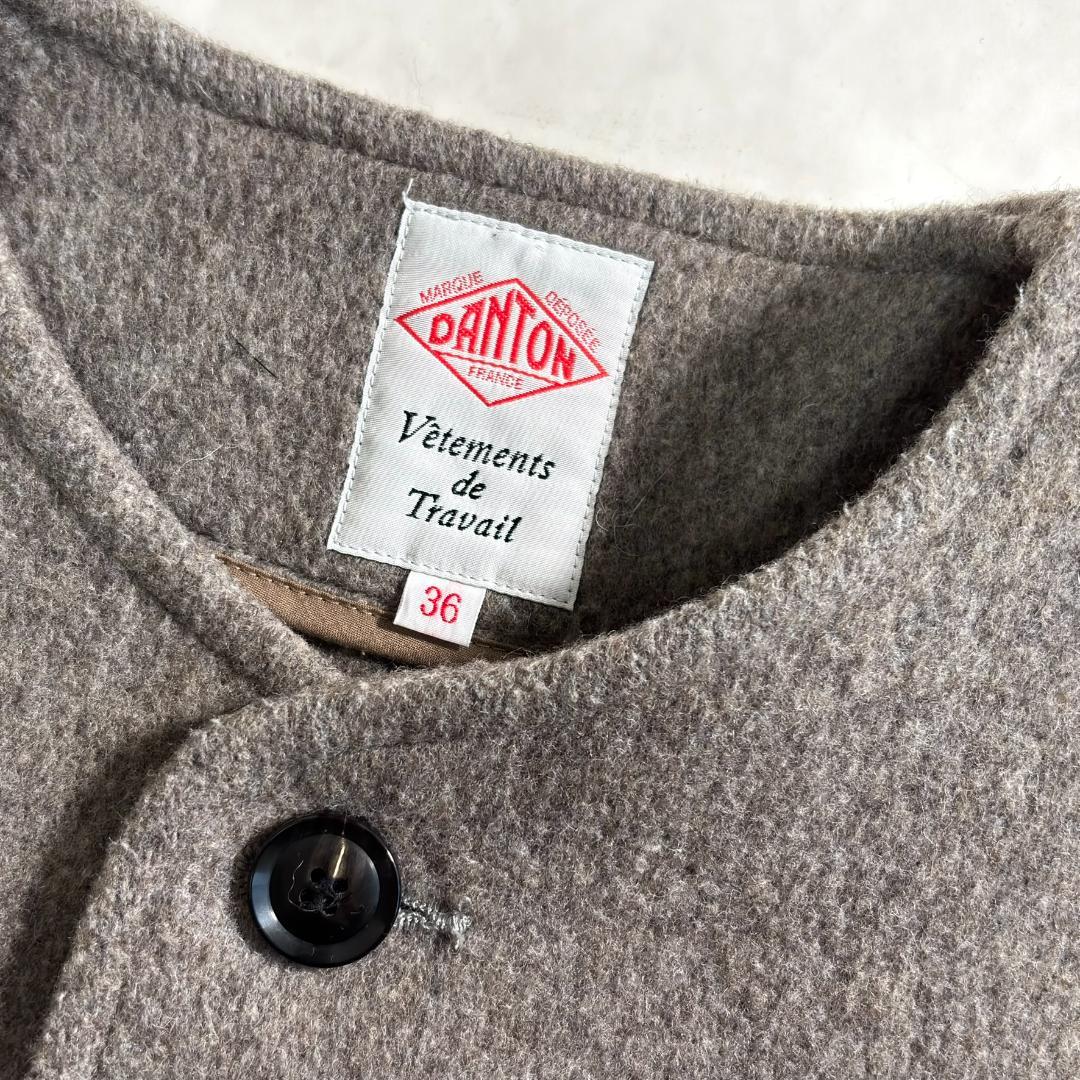 MARQUE DÉPOSÉE
DANTON
FRANCE
Vêtements
de
Travail
36